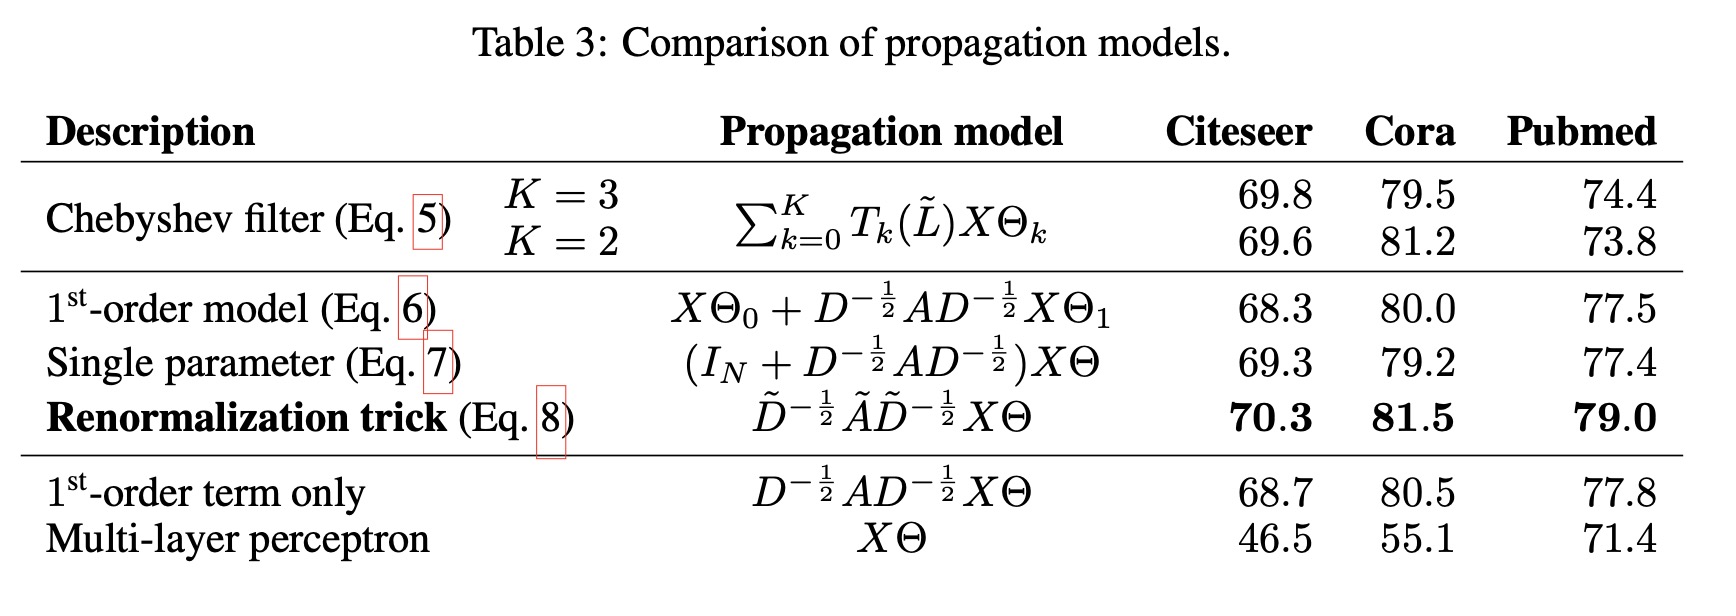 Table 3: Comparison of propagation models.
Description Propagation model Citeseer Cora Pubmed
Chebyshev filter (Eq. 5) K = 3 $\sum_{k=0}^{K} T_k(\tilde{L}) X \Theta_k$ 69.8 79.5 74.4
K = 2 69.6 81.2 73.8
1st-order model (Eq. 6) $X\Theta_0 + D^{-\frac{1}{2}} A D^{-\frac{1}{2}} X\Theta_1$ 68.3 80.0 77.5
Single parameter (Eq. 7) $(I_N + D^{-\frac{1}{2}} A D^{-\frac{1}{2}}) X\Theta$ 69.3 79.2 77.4
Renormalization trick (Eq. 8) $\tilde{D}^{-\frac{1}{2}} \tilde{A} \tilde{D}^{-\frac{1}{2}} X\Theta$ 70.3 81.5 79.0
1st-order term only $D^{-\frac{1}{2}} A D^{-\frac{1}{2}} X\Theta$ 68.7 80.5 77.8
Multi-layer perceptron $X\Theta$ 46.5 55.1 71.4